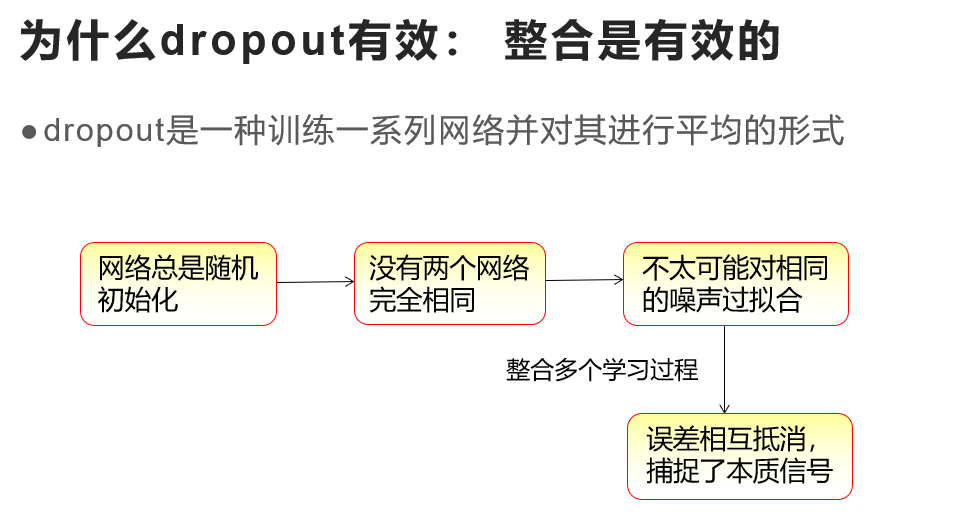 为什么dropout有效： 整合是有效的
●dropout是一种训练一系列网络并对其进行平均的形式
网络总是随机
初始化
没有两个网络
完全相同
不太可能对相同
的噪声过拟合
整合多个学习过程
误差相互抵消，
捕捉了本质信号